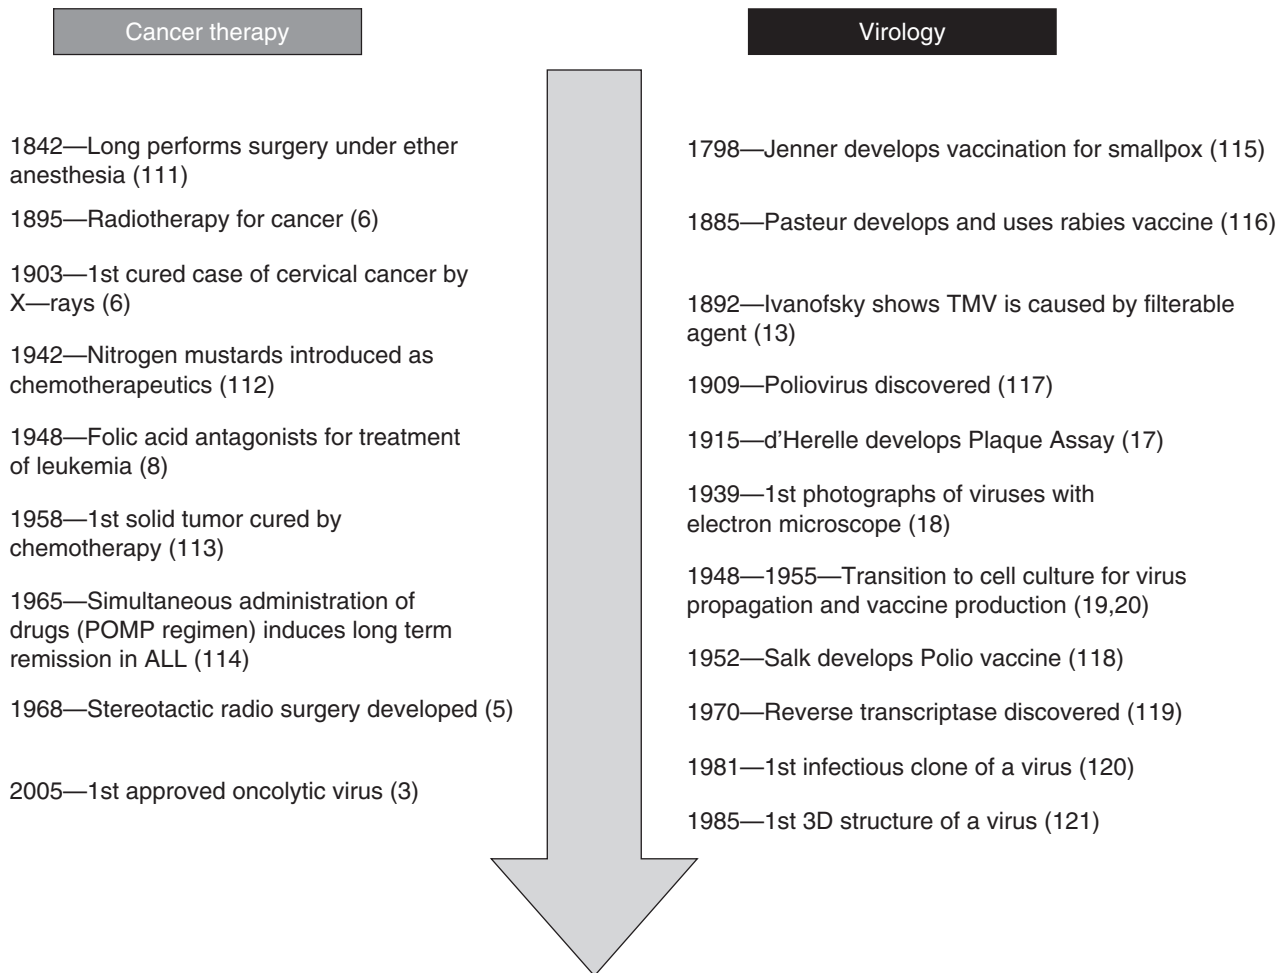 Cancer therapy
1842—Long performs surgery under ether
anesthesia (111)
1895—Radiotherapy for cancer (6)
1903—1st cured case of cervical cancer by
X—rays (6)
1942—Nitrogen mustards introduced as
chemotherapeutics (112)
1948—Folic acid antagonists for treatment
of leukemia (8)
1958—1st solid tumor cured by
chemotherapy (113)
1965—Simultaneous administration of
drugs (POMP regimen) induces long term
remission in ALL (114)
1968—Stereotactic radio surgery developed (5)
2005—1st approved oncolytic virus (3)
Virology
1798—Jenner develops vaccination for smallpox (115)
1885—Pasteur develops and uses rabies vaccine (116)
1892—Ivanofsky shows TMV is caused by filterable
agent (13)
1909—Poliovirus discovered (117)
1915—d'Herelle develops Plaque Assay (17)
1939—1st photographs of viruses with
electron microscope (18)
1948—1955—Transition to cell culture for virus
propagation and vaccine production (19,20)
1952—Salk develops Polio vaccine (118)
1970—Reverse transcriptase discovered (119)
1981—1st infectious clone of a virus (120)
1985—1st 3D structure of a virus (121)